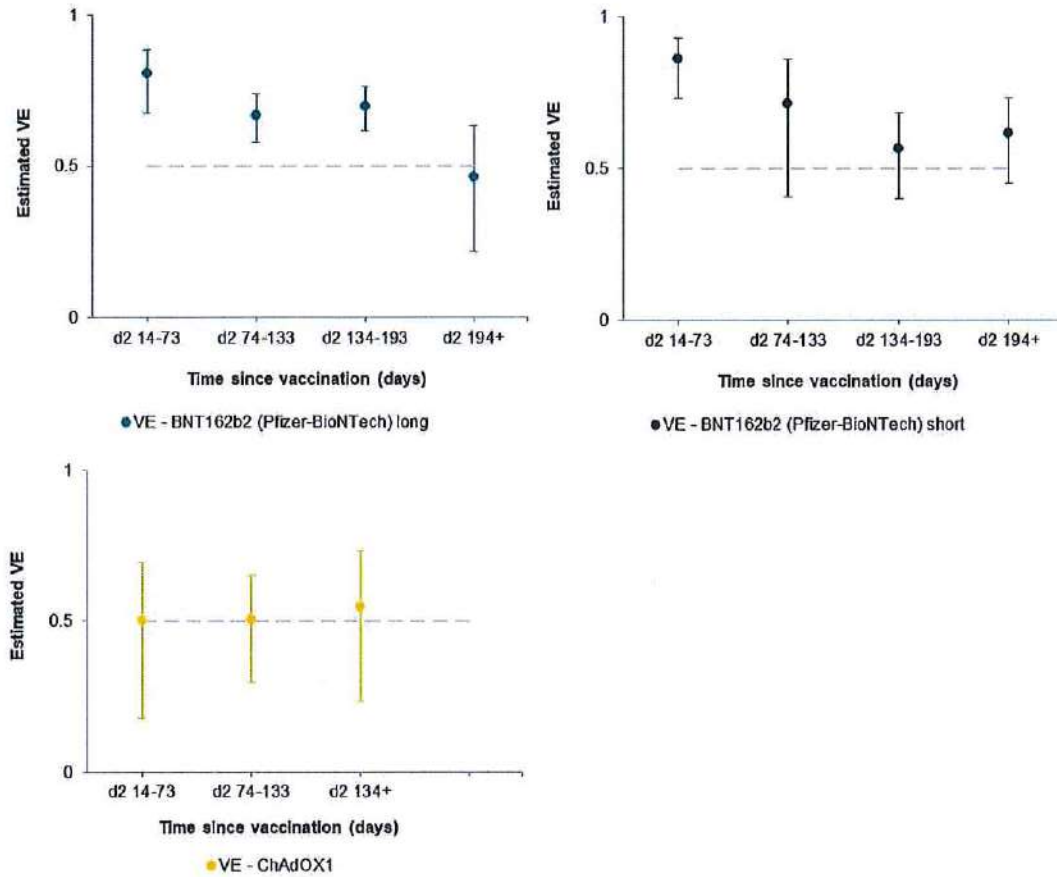 1
0.5
0
Estimated VE
d2 14-73 d2 74-133 d2 134-193 d2 194+
Time since vaccination (days)
VE - BNT162b2 (Pfizer-BioNTech) long
1
0.5
0
Estimated VE
d2 14-73 d2 74-133 d2 134-193 d2 194+
Time since vaccination (days)
VE - BNT162b2 (Pfizer-BioNTech) short
1
0.5
0
Estimated VE
d2 14-73 d2 74-133 d2 134+
Time since vaccination (days)
VE - ChAdOX1